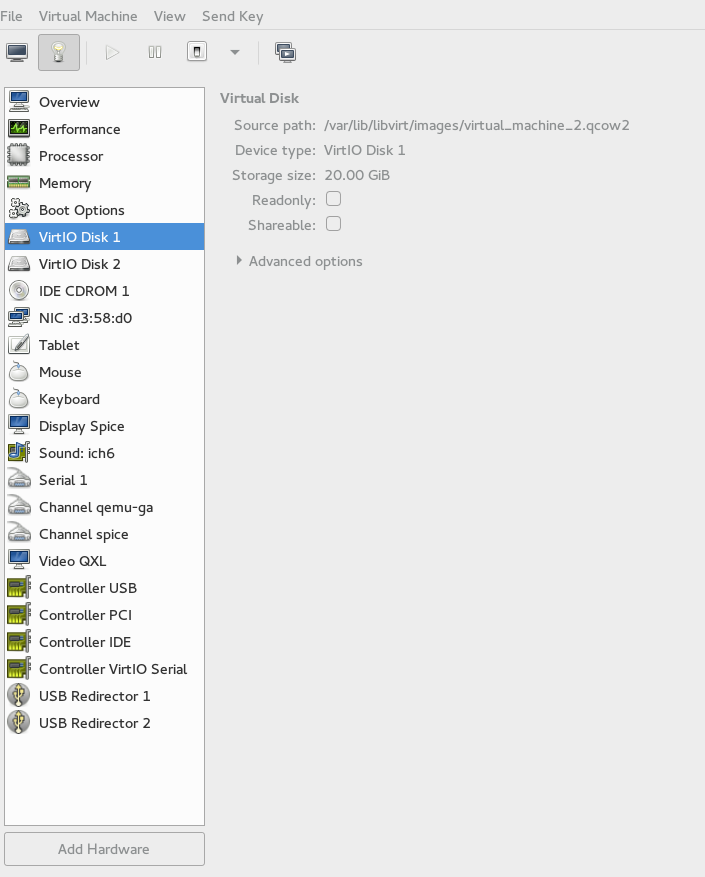 File Virtual Machine View Send Key
Overview
Performance
Processor
Memory
Boot Options
VirtIO Disk 1
VirtIO Disk 2
IDE CDROM 1
NIC :d3:58:d0
Tablet
Mouse
Keyboard
Display Spice
Sound: ich6
Serial 1
Channel qemu-ga
Channel spice
Video QXL
Controller USB
Controller PCI
Controller IDE
Controller VirtIO Serial
USB Redirector 1
USB Redirector 2
Add Hardware
Virtual Disk
Source path: /var/lib/libvirt/images/virtual_machine_2.qcow2
Device type: VirtIO Disk 1
Storage size: 20.00 GiB
Readonly:
Shareable:
Advanced options